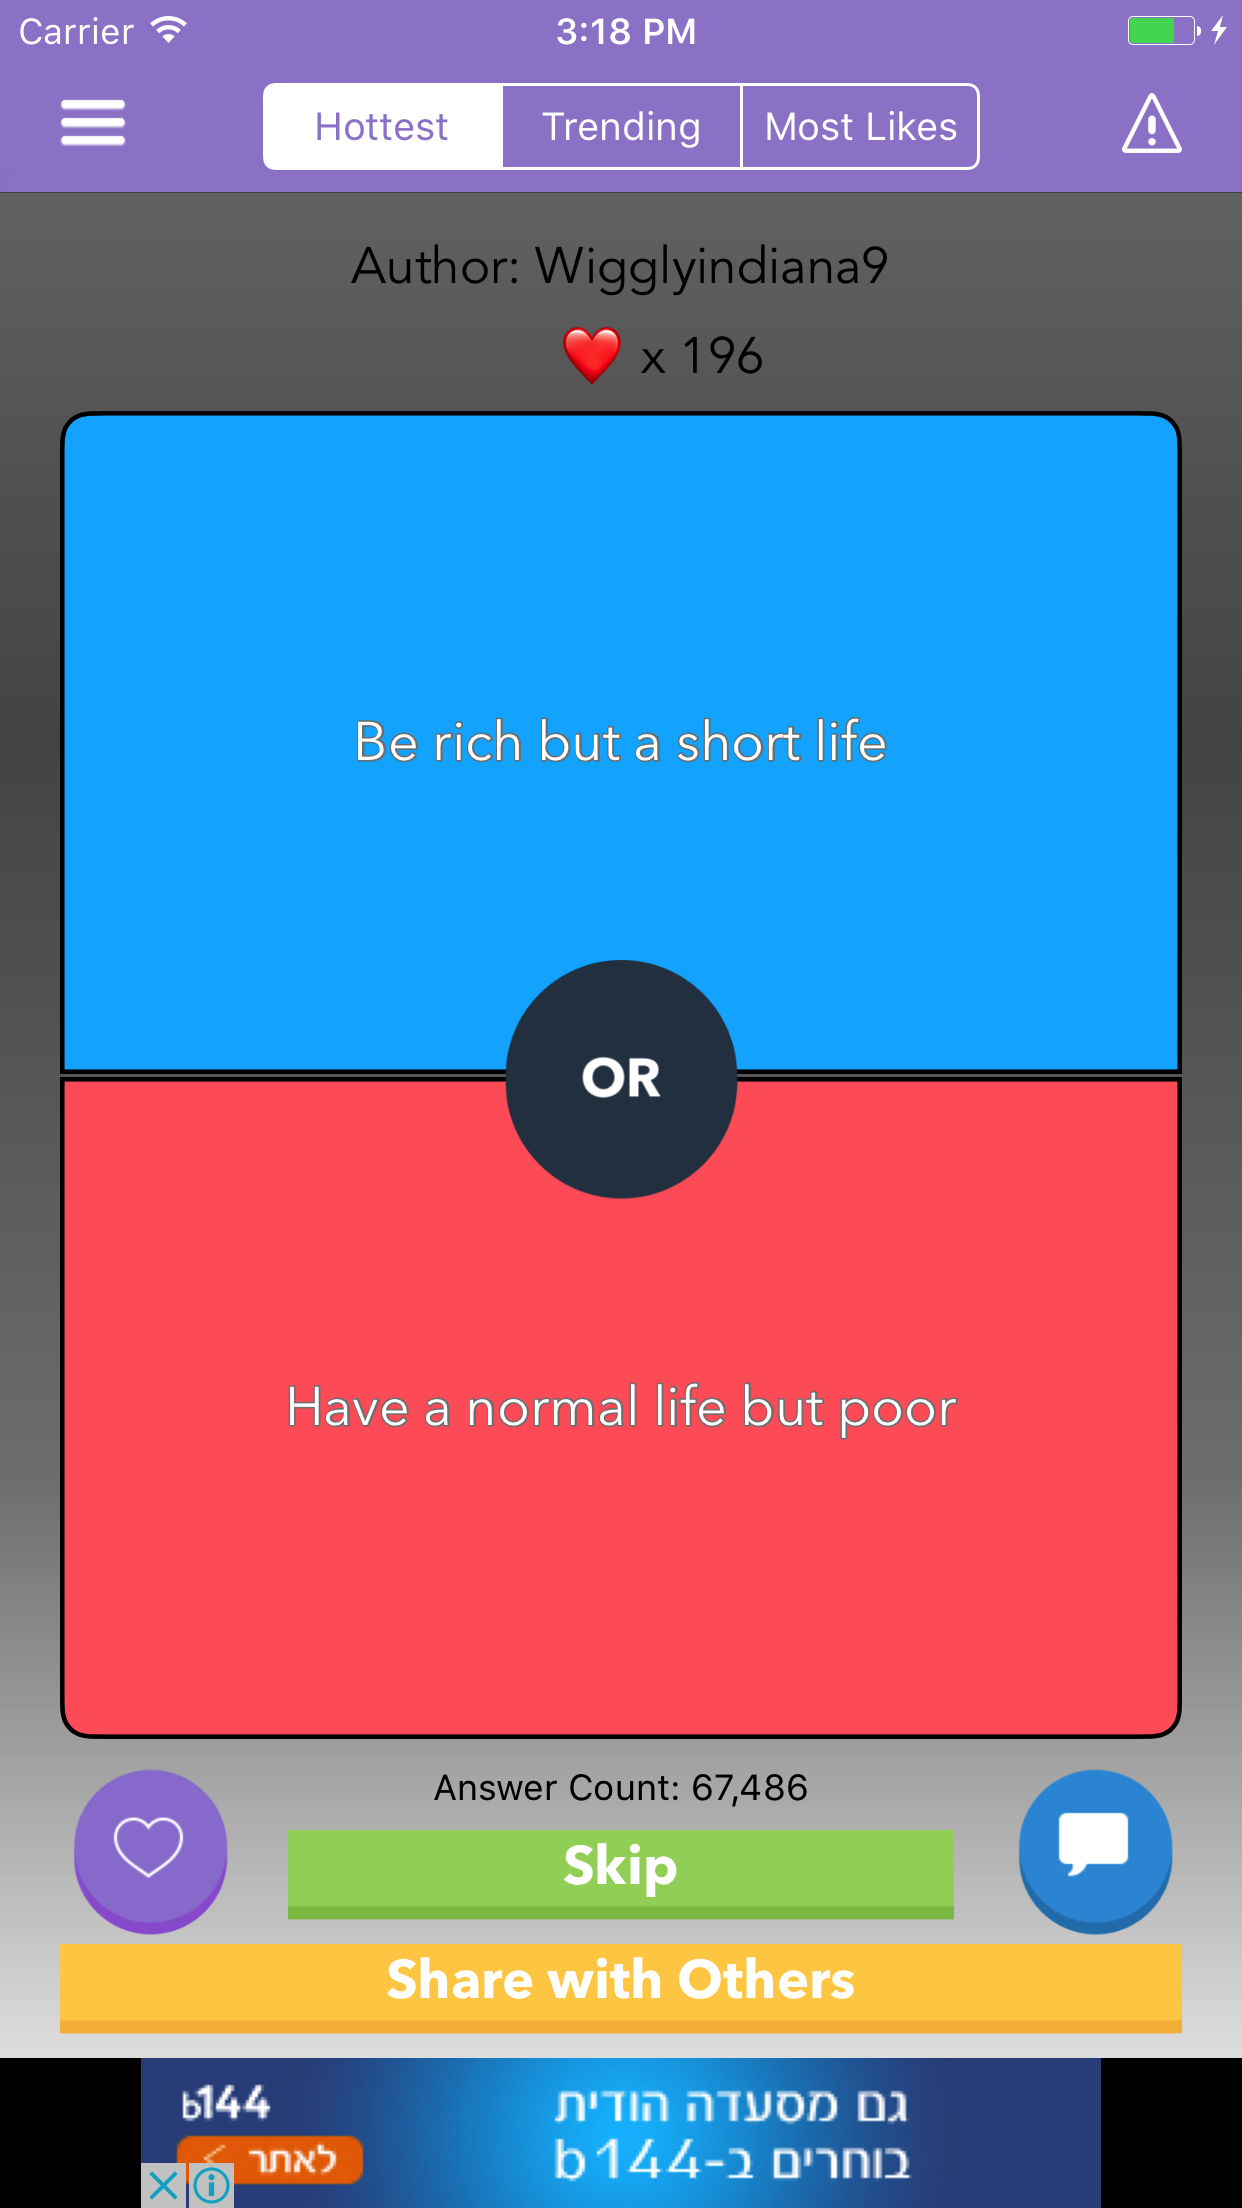 Carrier 3:18 PM
Hottest Trending Most Likes
Author: Wigglyindiana9
❤️ x 196
Be rich but a short life
OR
Have a normal life but poor
Answer Count: 67,486
Skip
Share with Others
b144
גם מסעדה הודית
בוחרים ב-b144
לאתר >